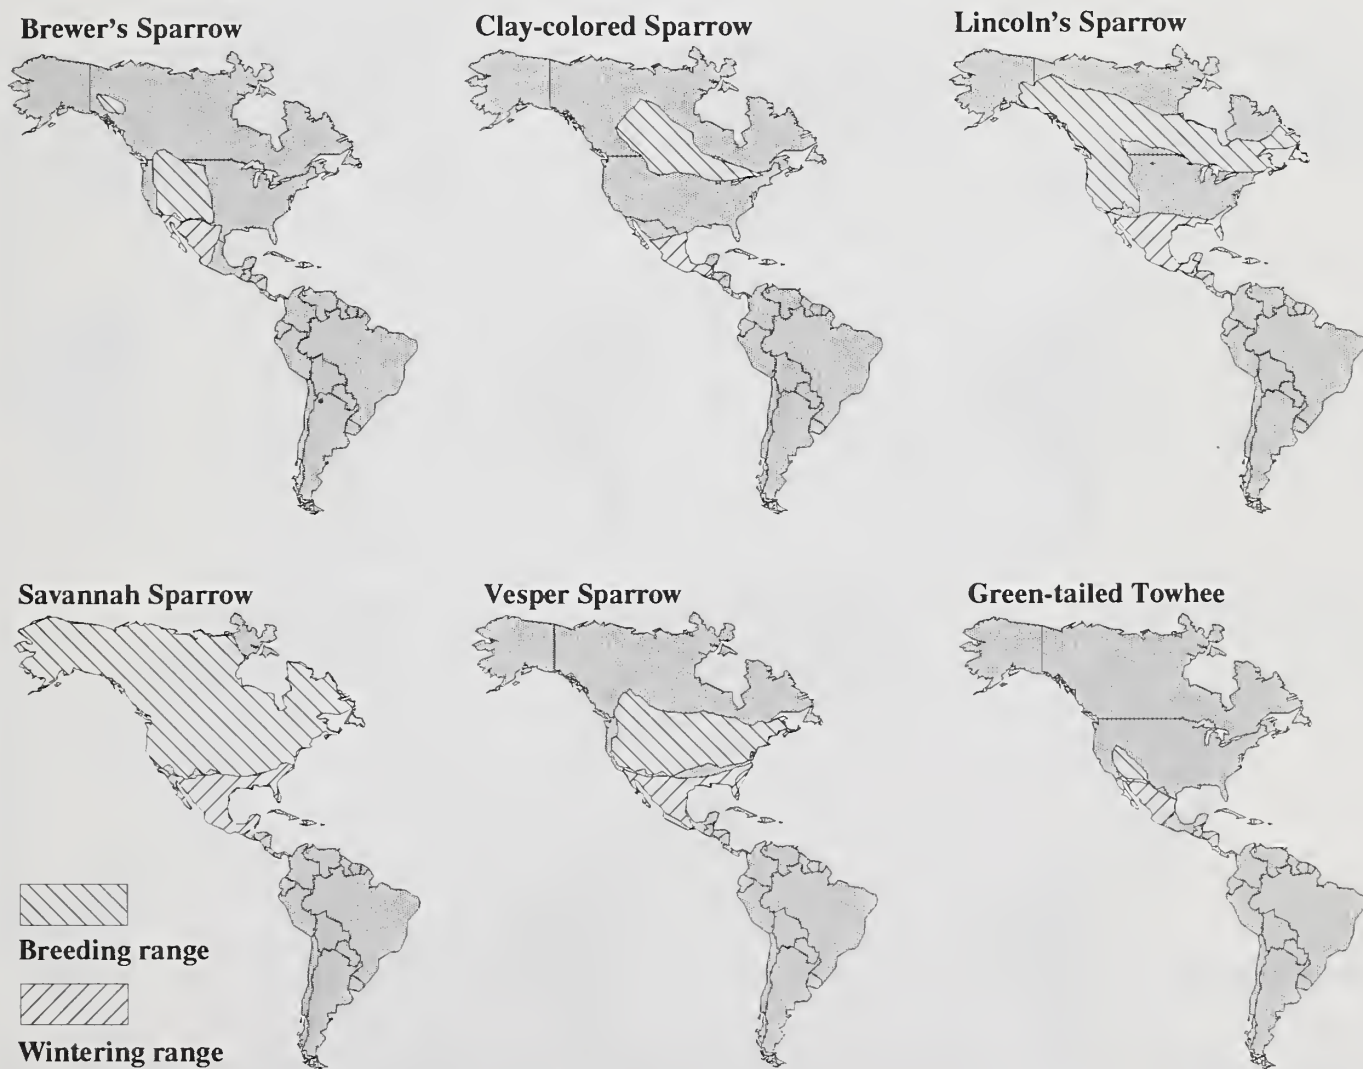 Brewer's Sparrow
Clay-colored Sparrow
Lincoln's Sparrow
Savannah Sparrow
Vesper Sparrow
Green-tailed Towhee
Breeding range
Wintering range